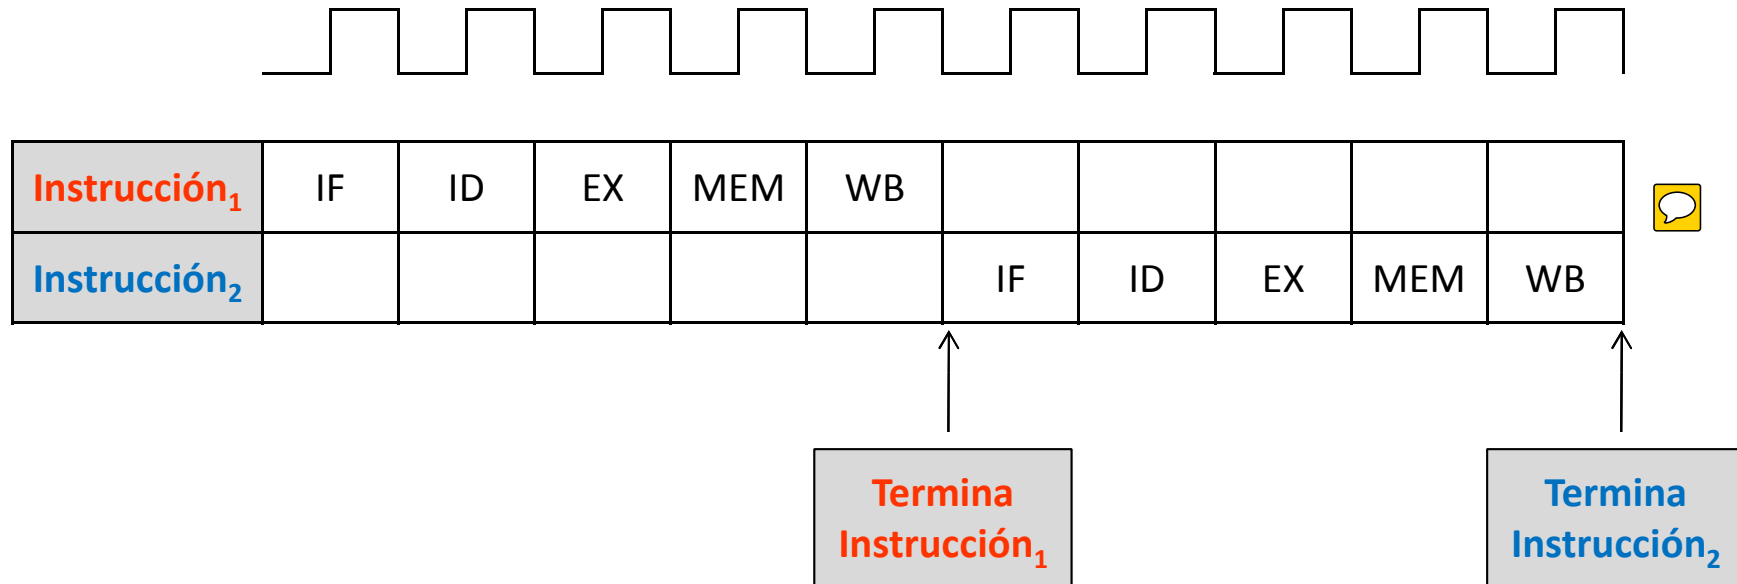 Instrucción₁ IF ID EX MEM WB
Instrucción₂ IF ID EX MEM WB
Termina
Instrucción₁
Termina
Instrucción₂